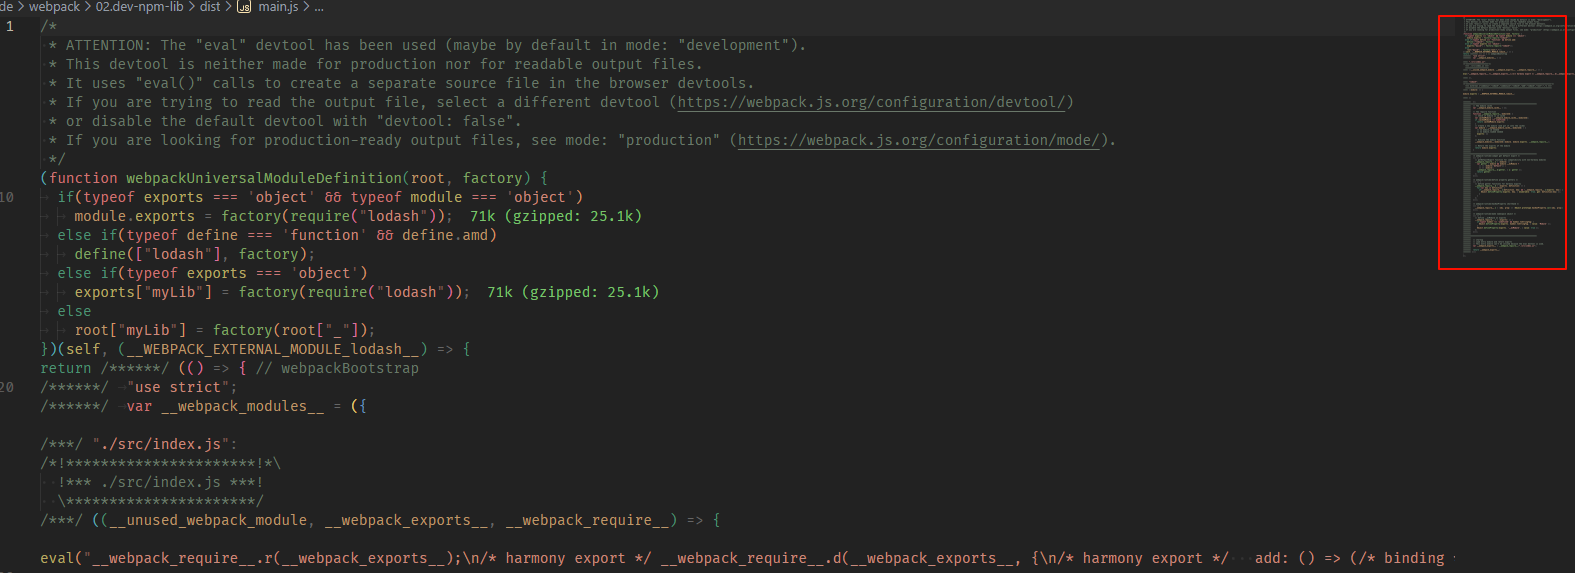 de > webpack > 02.dev-npm-lib > dist > JS main.js > ...
1 /*
* ATTENTION: The "eval" devtool has been used (maybe by default in mode: "development").
* This devtool is neither made for production nor for readable output files.
* It uses "eval()" calls to create a separate source file in the browser devtools.
* If you are trying to read the output file, select a different devtool (https://webpack.js.org/configuration/devtool/)
* or disable the default devtool with "devtool: false".
* If you are looking for production-ready output files, see mode: "production" (https://webpack.js.org/configuration/mode/).
*/
(function webpackUniversalModuleDefinition(root, factory) {
10 if(typeof exports === 'object' && typeof module === 'object')
module.exports = factory(require("lodash")); 71k (gzipped: 25.1k)
else if(typeof define === 'function' && define.amd)
define(["lodash"], factory);
else if(typeof exports === 'object')
exports["myLib"] = factory(require("lodash")); 71k (gzipped: 25.1k)
else
root["myLib"] = factory(root["_"]);
})(self, (__WEBPACK_EXTERNAL_MODULE_lodash__) => {
return /******/ (() => { // webpackBootstrap
20 /******/ "use strict";
/******/ var __webpack_modules__ = ({
/***/ "./src/index.js":
/*!**********************!*\
!*** ./src/index.js ***!
\**********************/
/***/ ((__unused_webpack_module, __webpack_exports__, __webpack_require__) => {
eval("__webpack_require__.r(__webpack_exports__);\n/* harmony export */ __webpack_require__.d(__webpack_exports__, {\n/* harmony export */   add: () => (/* binding